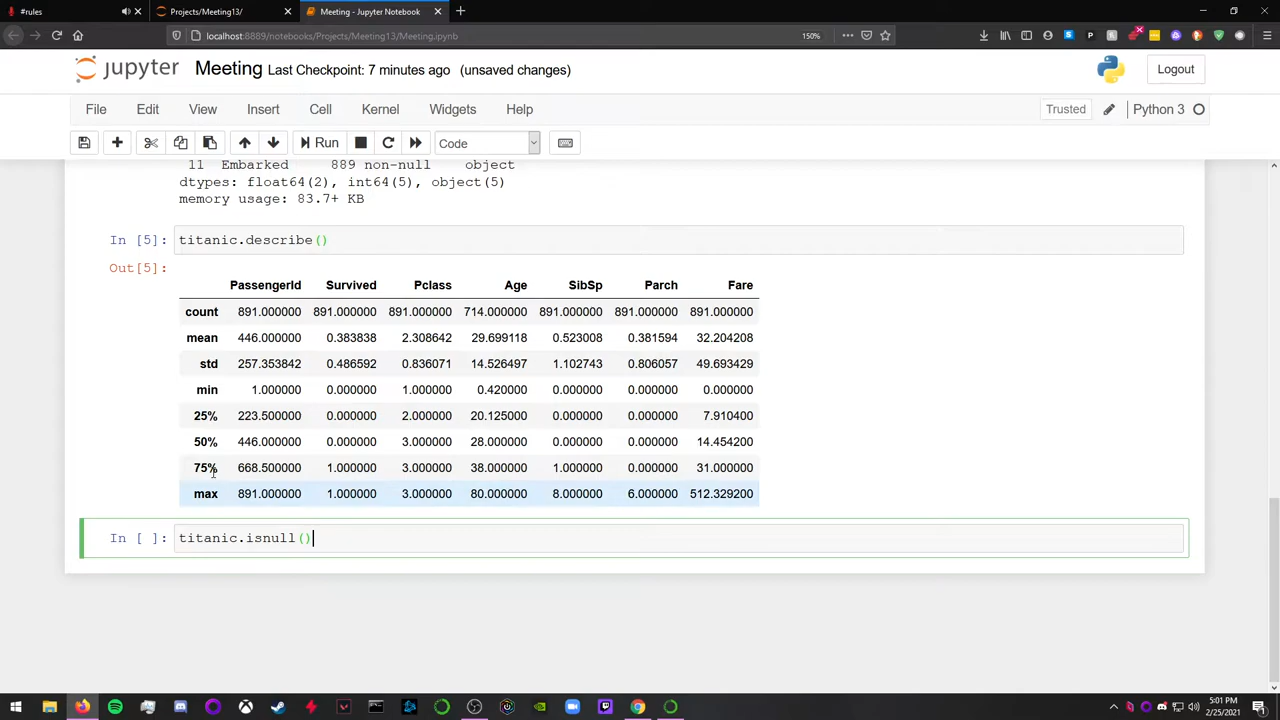 #rules
Projects/Meeting13/
Meeting - Jupyter Notebook
localhost:8889/notebooks/Projects/Meeting13/Meeting.ipynb
150%
jupyter Meeting Last Checkpoint: 7 minutes ago (unsaved changes)
Logout
File Edit View Insert Cell Kernel Widgets Help
Trusted
Python 3
Run
Code
11 Embarked 889 non-null object
dtypes: float64(2), int64(5), object(5)
memory usage: 83.7+ KB
In [5]: titanic.describe()
Out[5]:
PassengerId Survived Pclass Age SibSp Parch Fare
count 891.000000 891.000000 891.000000 714.000000 891.000000 891.000000 891.000000
mean 446.000000 0.383838 2.308642 29.699118 0.523008 0.381594 32.204208
std 257.353842 0.486592 0.836071 14.526497 1.102743 0.806057 49.693429
min 1.000000 0.000000 1.000000 0.420000 0.000000 0.000000 0.000000
25% 223.500000 0.000000 2.000000 20.125000 0.000000 0.000000 7.910400
50% 446.000000 0.000000 3.000000 28.000000 0.000000 0.000000 14.454200
75% 668.500000 1.000000 3.000000 38.000000 1.000000 0.000000 31.000000
max 891.000000 1.000000 3.000000 80.000000 8.000000 6.000000 512.329200
In [ ]: titanic.isnull()
5:01 PM
2/25/2021